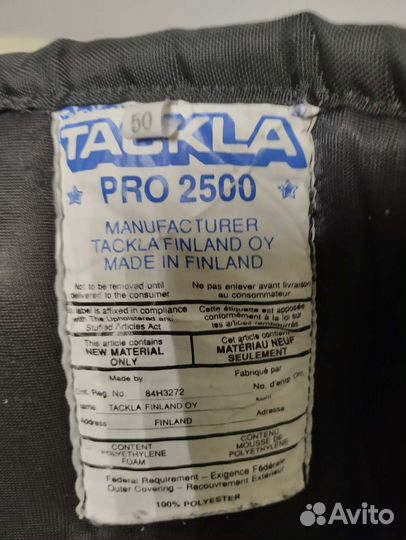 50
TACKLA
PRO 2500
MANUFACTURER
TACKLA FINLAND OY
MADE IN FINLAND
Not to be removed until
delivered to the consumer
Ne pas enlever avant livraison
au consommateur
label is affixed in compliance
with The Upholstered and
Stuffed Articles Act
Cette étiquette est apposée
conformément à la loi sur
les articles rembourrés
This article contains
NEW MATERIAL
ONLY
Cet article contient
MATÉRIAU NEUF
SEULEMENT
Made by
Fabriqué par
Ont. Reg. No. 84H3272
No. d'enrg. Ont.
Name TACKLA FINLAND OY
Nom
Address FINLAND
Adresse
CONTENT
POLYETHYLENE
FOAM
CONTENU
MOUSSE DE
POLYETHYLENE
Federal Requirement - Exigence Fédérale
Outer Covering - Recouvrement Extérieur
100% POLYESTER
Avito